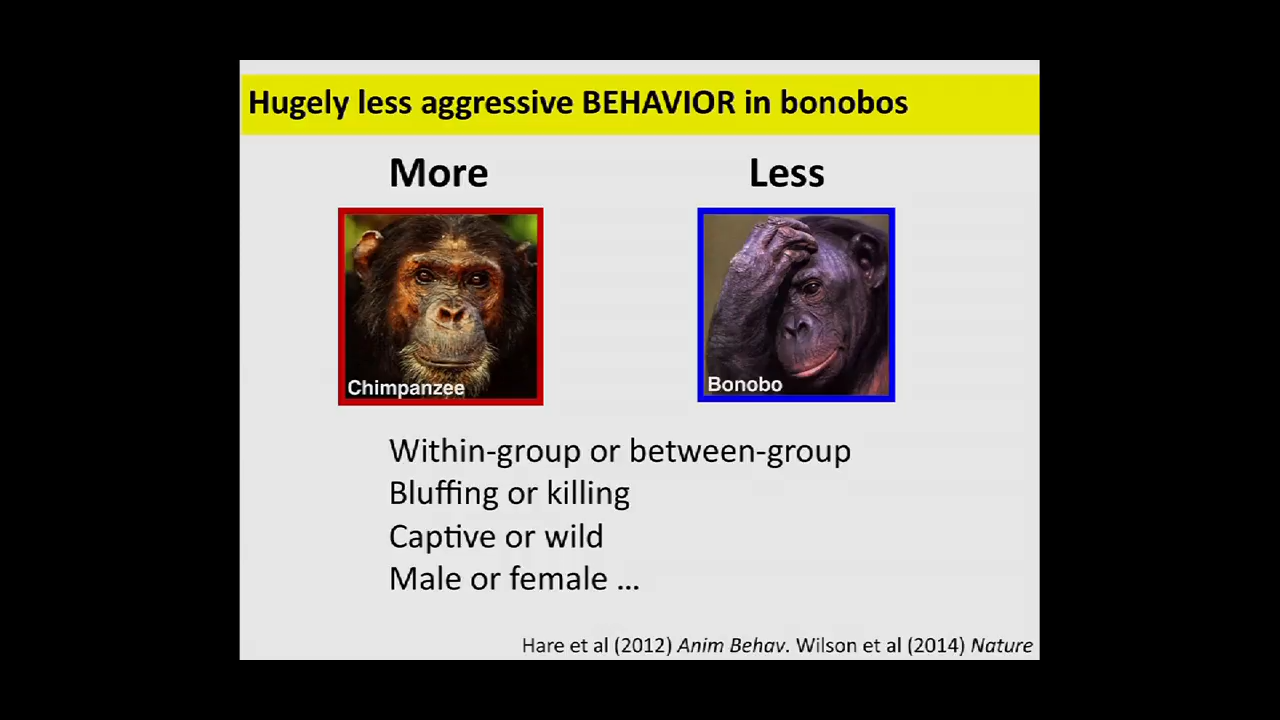 Hugely less aggressive BEHAVIOR in bonobos
More
Less
Chimpanzee
Bonobo
Within-group or between-group
Bluffing or killing
Captive or wild
Male or female ...
Hare et al (2012) Anim Behav. Wilson et al (2014) Nature